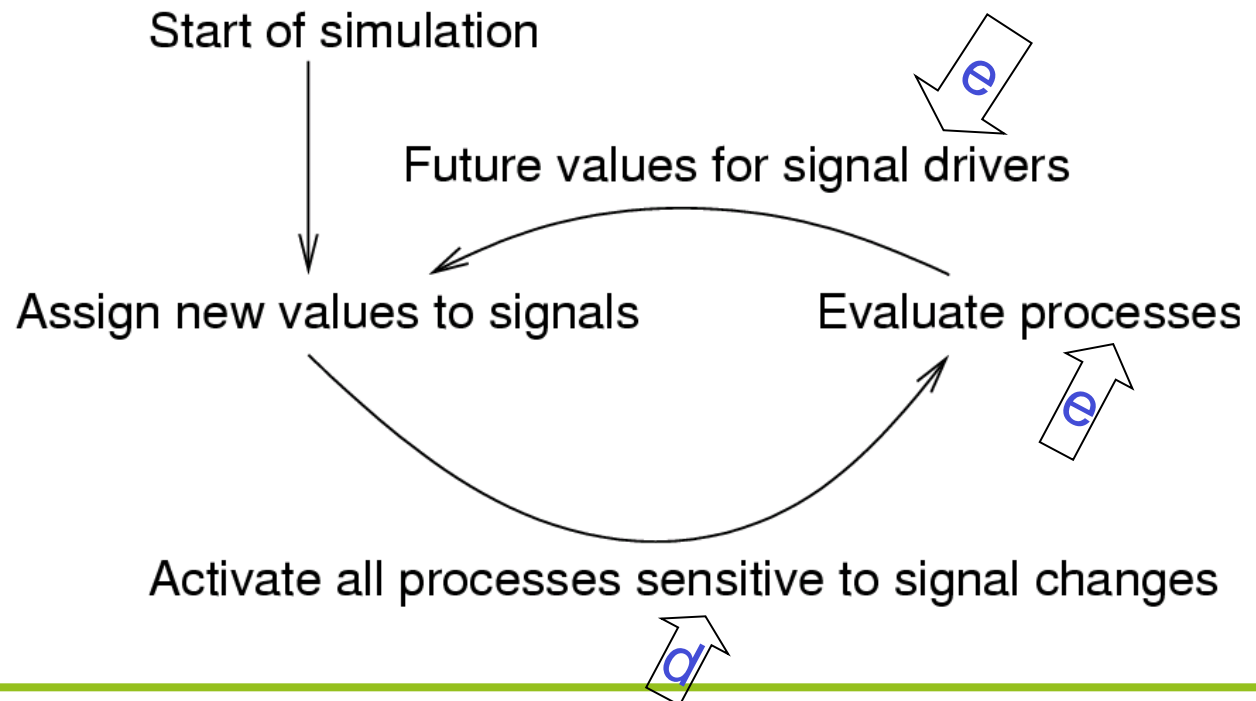 Start of simulation
e
Future values for signal drivers
Assign new values to signals
Evaluate processes
e
Activate all processes sensitive to signal changes
d